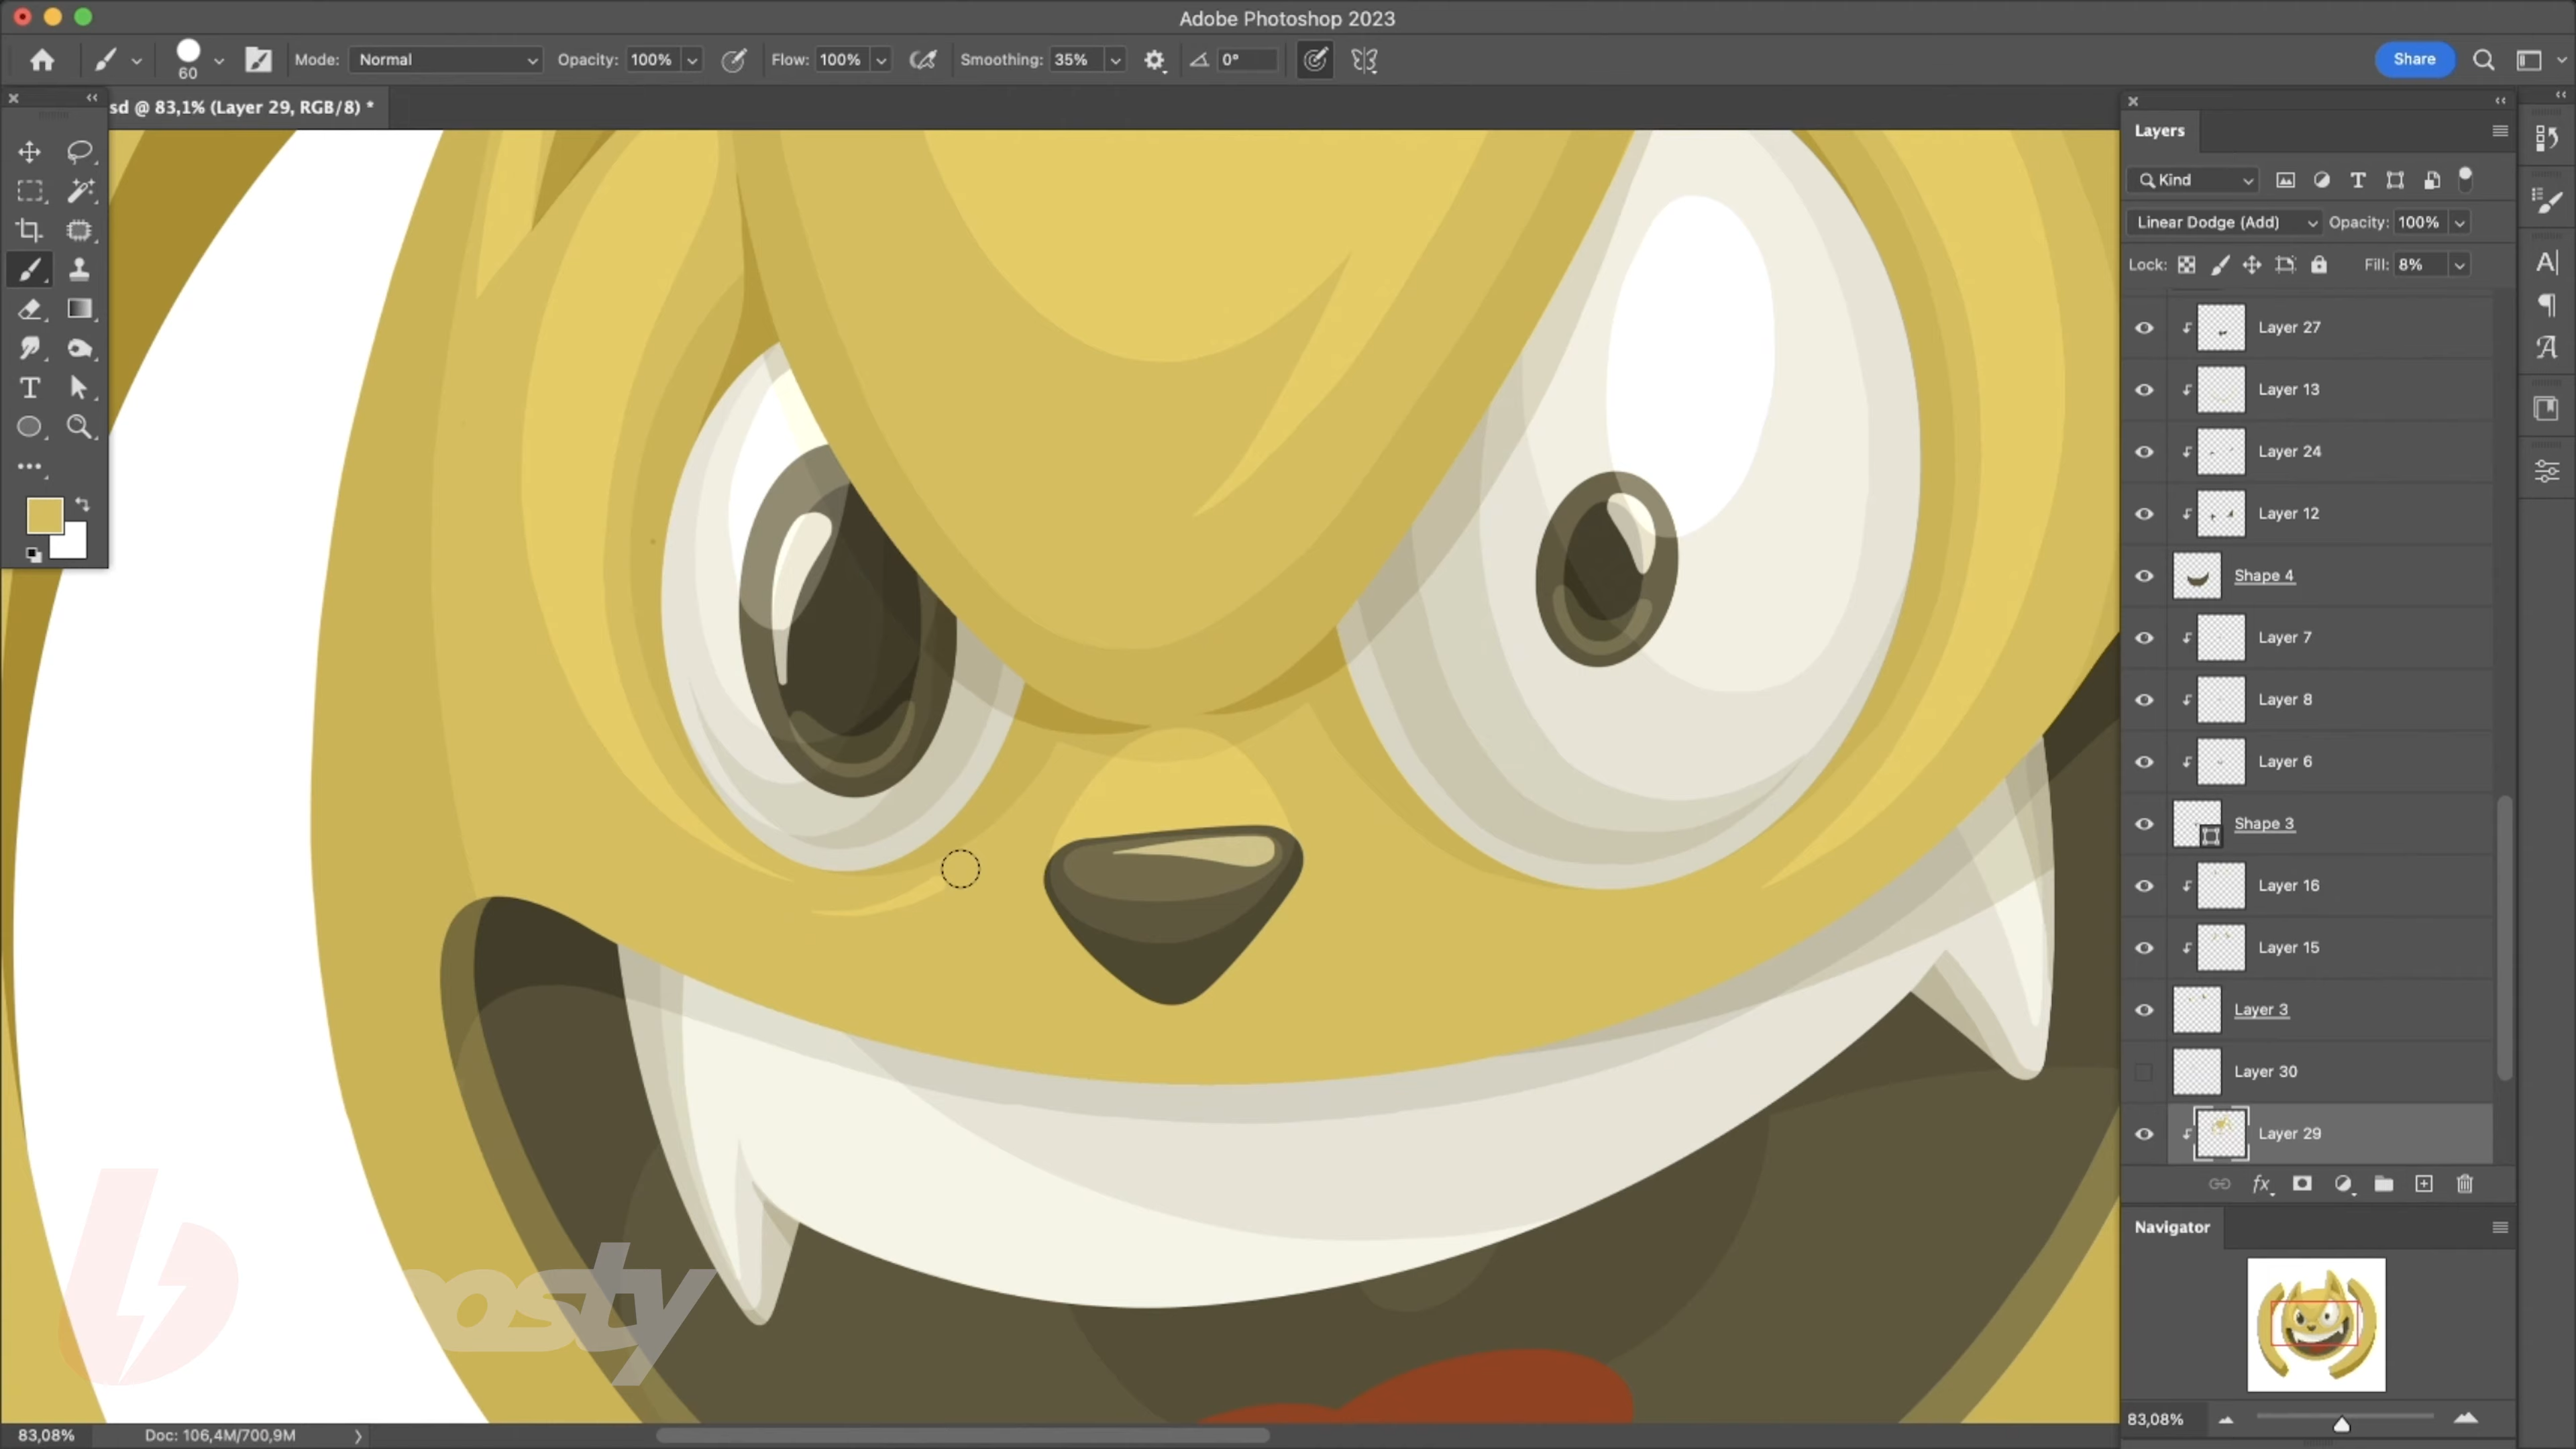 Adobe Photoshop 2023
60
Mode: Normal
Opacity: 100%
Flow: 100%
Smoothing: 35%
0°
Share
sd @ 83,1% (Layer 29, RGB/8) *
Layers
Kind
Linear Dodge (Add)
Opacity: 100%
Lock:
Fill: 8%
Layer 27
Layer 13
Layer 24
Layer 12
Shape 4
Layer 7
Layer 8
Layer 6
Shape 3
Layer 16
Layer 15
Layer 3
Layer 30
Layer 29
fx
Navigator
83,08%
83,08%
Doc: 106,4M/700,9M
boosty